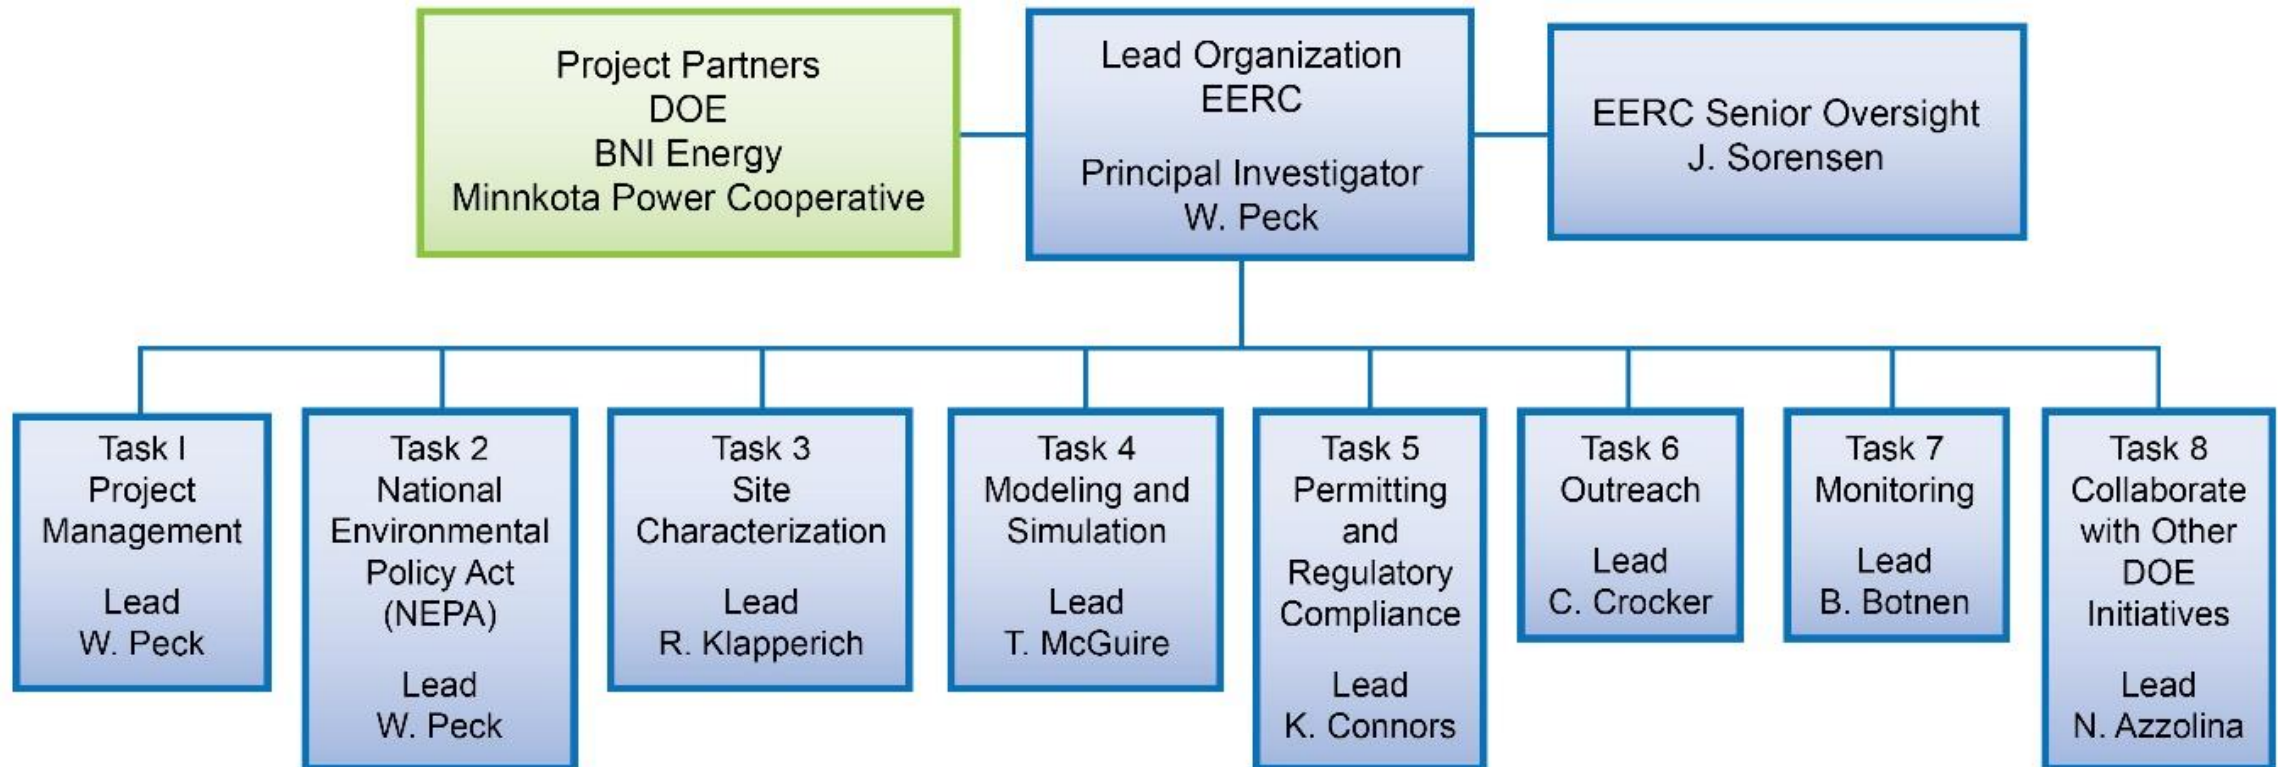 Project Partners
DOE
BNI Energy
Minnkota Power Cooperative
Lead Organization
EERC
Principal Investigator
W. Peck
EERC Senior Oversight
J. Sorensen
Task I
Project
Management
Lead
W. Peck
Task 2
National
Environmental
Policy Act
(NEPA)
Lead
W. Peck
Task 3
Site
Characterization
Lead
R. Klapperich
Task 4
Modeling and
Simulation
Lead
T. McGuire
Task 5
Permitting
and
Regulatory
Compliance
Lead
K. Connors
Task 6
Outreach
Lead
C. Crocker
Task 7
Monitoring
Lead
B. Botnen
Task 8
Collaborate
with Other
DOE
Initiatives
Lead
N. Azzolina